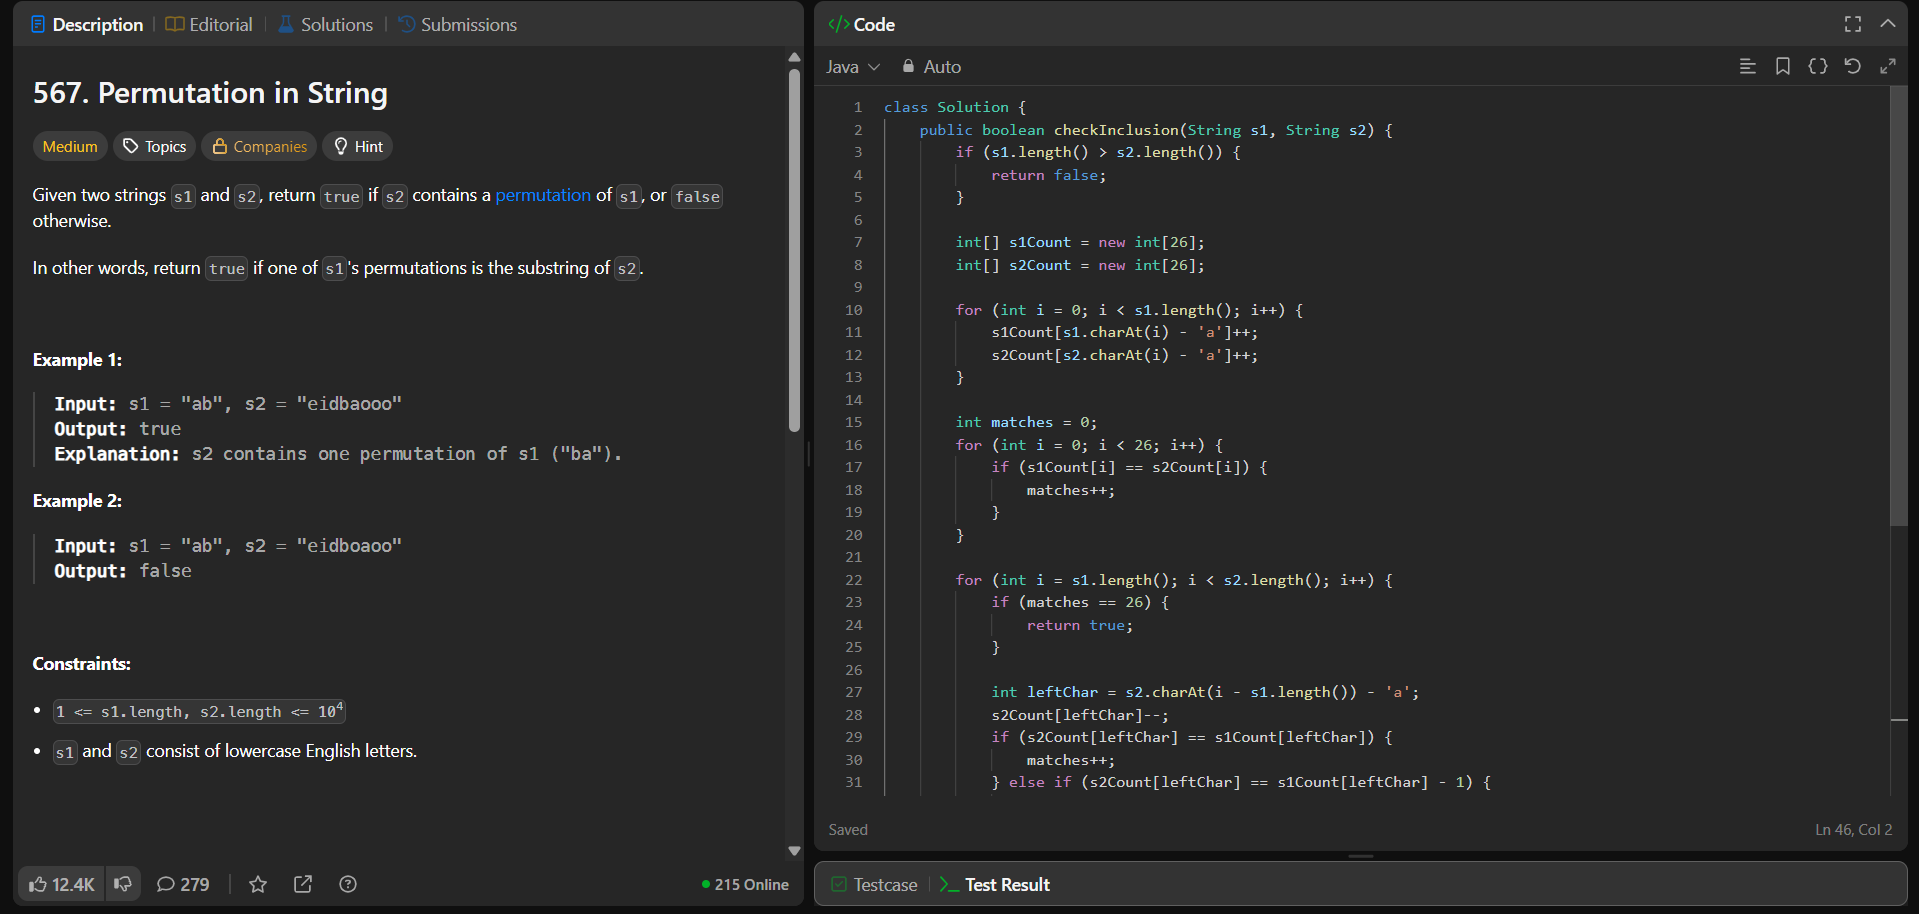 Description
Editorial
Solutions
Submissions
567. Permutation in String
Medium
Topics
Companies
Hint
Given two strings s1 and s2, return true if s2 contains a permutation of s1, or false
otherwise.
In other words, return true if one of s1's permutations is the substring of s2.
Example 1:
Input: s1 = "ab", s2 = "eidbaooo"
Output: true
Explanation: s2 contains one permutation of s1 ("ba").
Example 2:
Input: s1 = "ab", s2 = "eidboaoo"
Output: false
Constraints:
• 1 <= s1.length, s2.length <= 10⁴
• s1 and s2 consist of lowercase English letters.
12.4K
279
215 Online
</> Code
Java
Auto
1 class Solution {
2     public boolean checkInclusion(String s1, String s2) {
3         if (s1.length() > s2.length()) {
4             return false;
5         }
6
7         int[] s1Count = new int[26];
8         int[] s2Count = new int[26];
9
10         for (int i = 0; i < s1.length(); i++) {
11             s1Count[s1.charAt(i) - 'a']++;
12             s2Count[s2.charAt(i) - 'a']++;
13         }
14
15         int matches = 0;
16         for (int i = 0; i < 26; i++) {
17             if (s1Count[i] == s2Count[i]) {
18                 matches++;
19             }
20         }
21
22         for (int i = s1.length(); i < s2.length(); i++) {
23             if (matches == 26) {
24                 return true;
25             }
26
27             int leftChar = s2.charAt(i - s1.length()) - 'a';
28             s2Count[leftChar]--;
29             if (s2Count[leftChar] == s1Count[leftChar]) {
30                 matches++;
31             } else if (s2Count[leftChar] == s1Count[leftChar] - 1) {
Saved
Ln 46, Col 2
Testcase
>_ Test Result